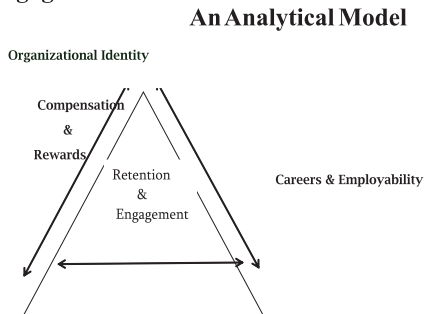 An Analytical Model
Organizational Identity
Compensation
&
Rewards
Retention
&
Engagement
Careers & Employability